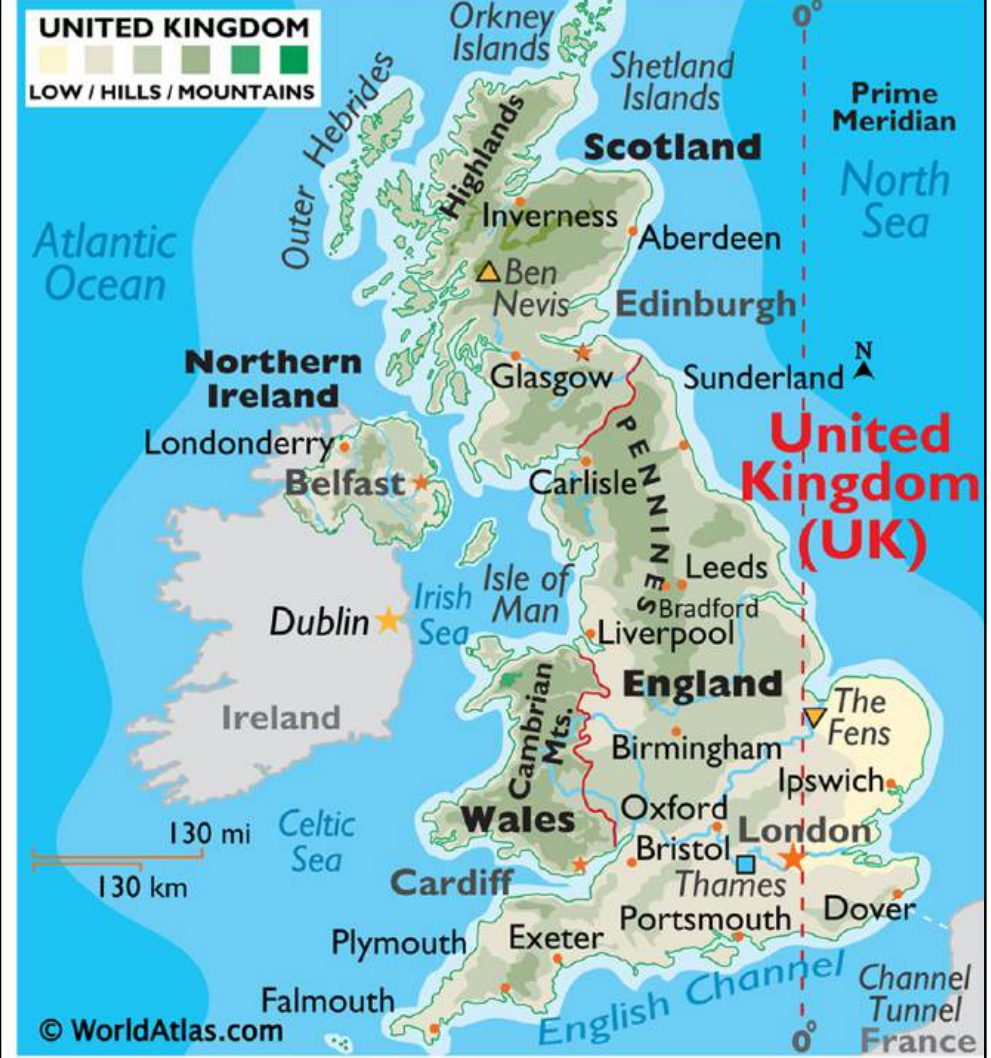 UNITED KINGDOM
LOW / HILLS / MOUNTAINS
Orkney
Islands
0°
Shetland
Islands
Prime
Meridian
Outer Hebrides
Highlands
Scotland
North
Sea
Inverness
Aberdeen
Atlantic
Ocean
Ben
Nevis
Edinburgh
N
Northern
Ireland
Glasgow
Sunderland
United
Kingdom
(UK)
Londonderry
PENNINES
Belfast
Carlisle
Leeds
Isle of
Man
Irish
Sea
Bradford
Dublin
Liverpool
England
Cambrian
Mts.
The
Fens
Ireland
Birmingham
Ipswich
Wales
Oxford
London
130 mi
Celtic
Sea
Bristol
130 km
Cardiff
Thames
Portsmouth
Dover
Plymouth
Exeter
English Channel
Channel
Tunnel
Falmouth
© WorldAtlas.com
0°
France